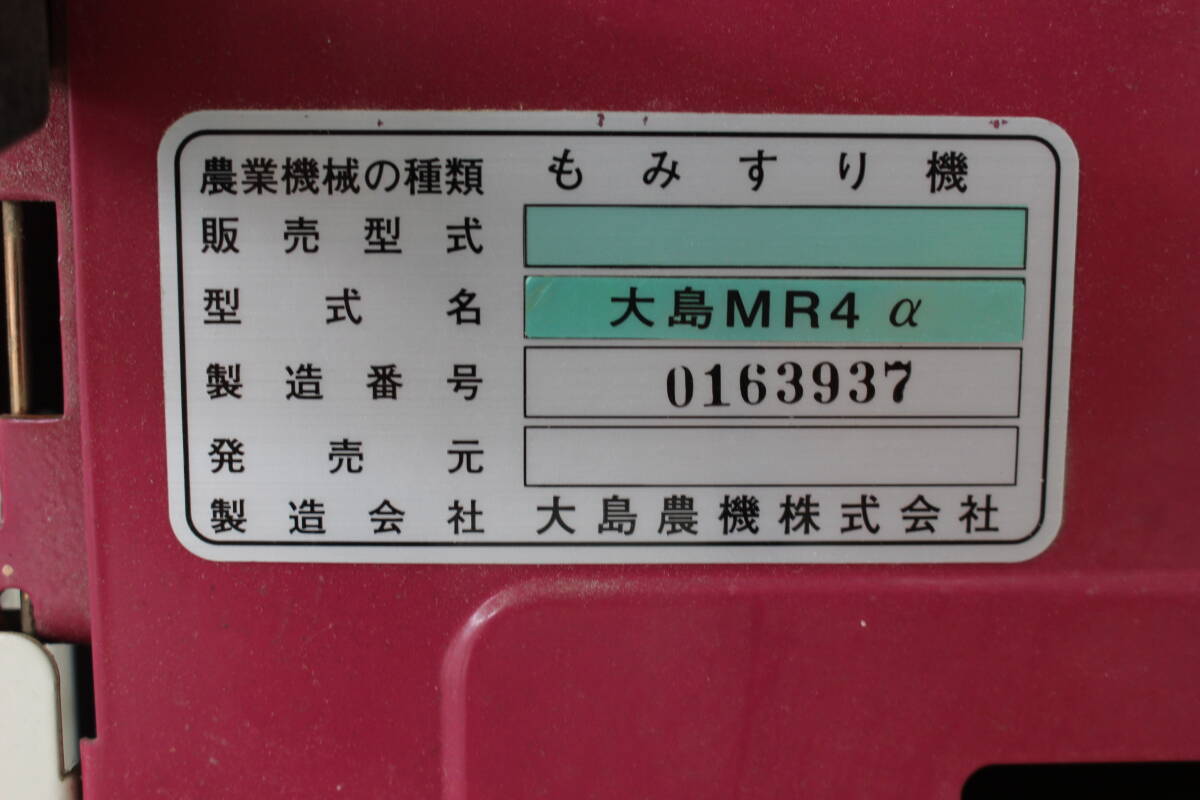 農業機械の種類 もみすり機
販売型式
型式名 大島MR4 α
製造番号 0163937
発売元
製造会社 大島農機株式会社